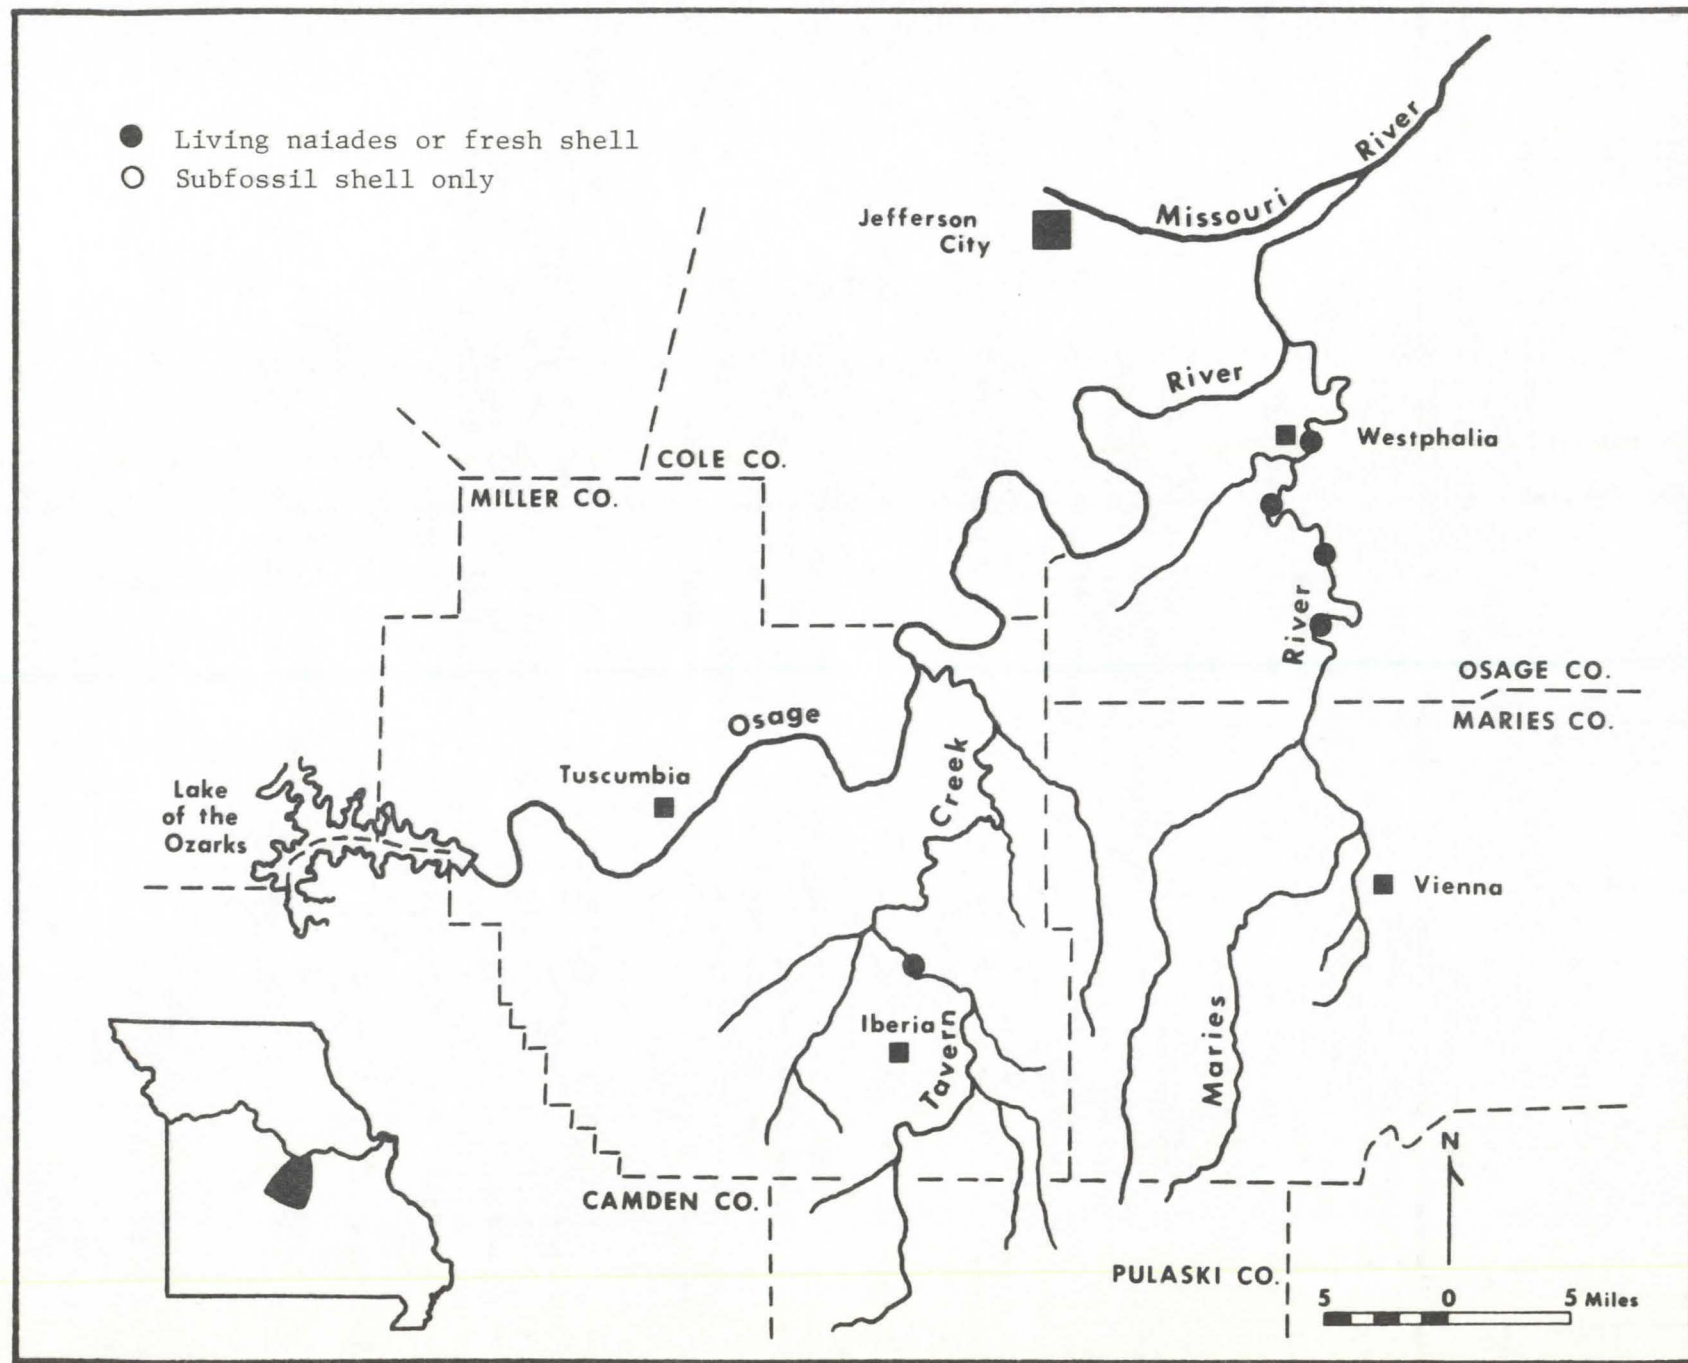 Living naiades or fresh shell
Subfossil shell only
River
Missouri
Jefferson
City
River
Westphalia
COLE CO.
MILLER CO.
River
OSAGE CO.
MARIES CO.
Osage
Creek
Tuscumbia
Lake
of the
Ozarks
Vienna
Iberia
Tavern
Maries
N
CAMDEN CO.
PULASKI CO.
5 0 5 Miles